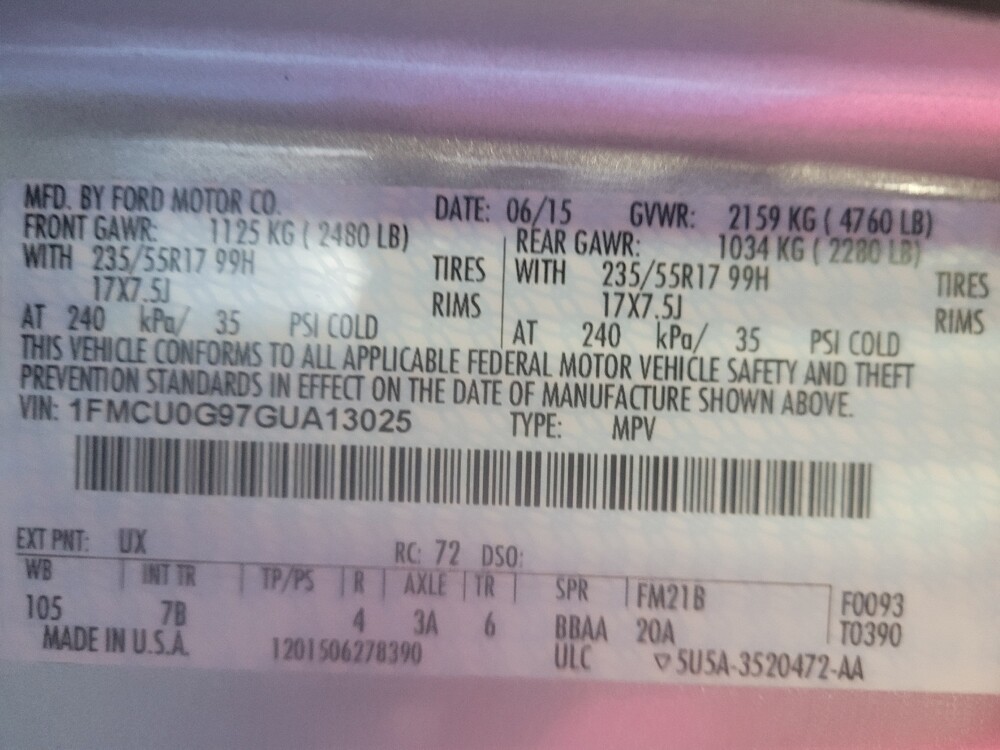 MFD. BY FORD MOTOR CO. DATE: 06/15 GVWR: 2159 KG ( 4760 LB)
FRONT GAWR: 1125 KG ( 2480 LB) REAR GAWR: 1034 KG ( 2280 LB)
WITH 235/55R17 99H TIRES WITH 235/55R17 99H TIRES
17X7.5J RIMS 17X7.5J RIMS
AT 240 kPa/ 35 PSI COLD AT 240 kPa/ 35 PSI COLD
THIS VEHICLE CONFORMS TO ALL APPLICABLE FEDERAL MOTOR VEHICLE SAFETY AND THEFT
PREVENTION STANDARDS IN EFFECT ON THE DATE OF MANUFACTURE SHOWN ABOVE.
VIN: 1FMCU0G97GUA13025 TYPE: MPV
EXT PNT: UX RC: 72 DSO:
WB INT TR TP/PS R AXLE TR SPR FM21B F0093
105 7B 4 3A 6 BBAA 20A T0390
MADE IN U.S.A. 1201506278390 ULC ▽5U5A-3520472-AA